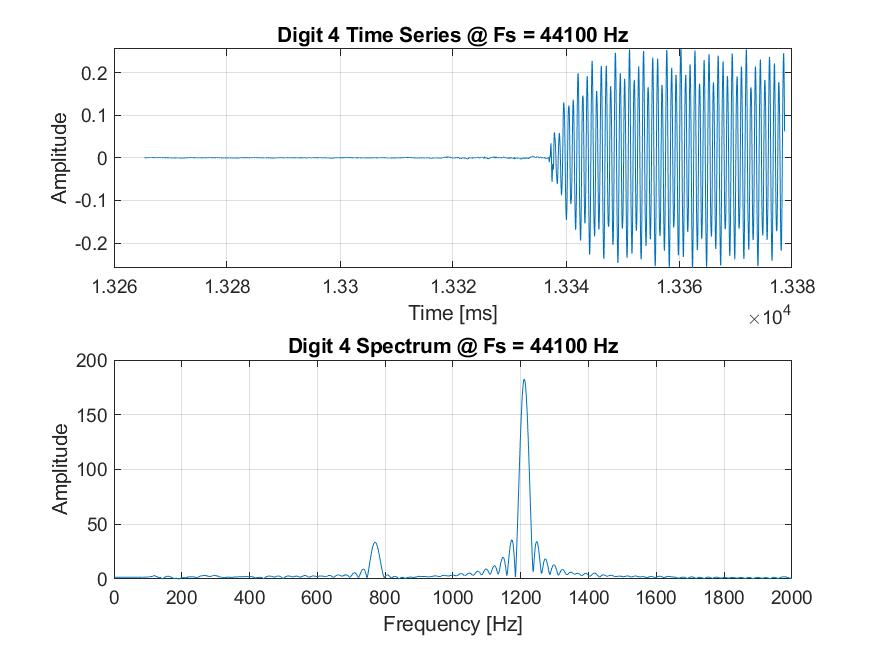 Digit 4 Time Series @ Fs = 44100 Hz
0.2
0.1
0
-0.1
-0.2
Amplitude
1.326 1.328 1.33 1.332 1.334 1.336 1.338
Time [ms]
×10^4
Digit 4 Spectrum @ Fs = 44100 Hz
200
150
100
50
0
Amplitude
0 200 400 600 800 1000 1200 1400 1600 1800 2000
Frequency [Hz]